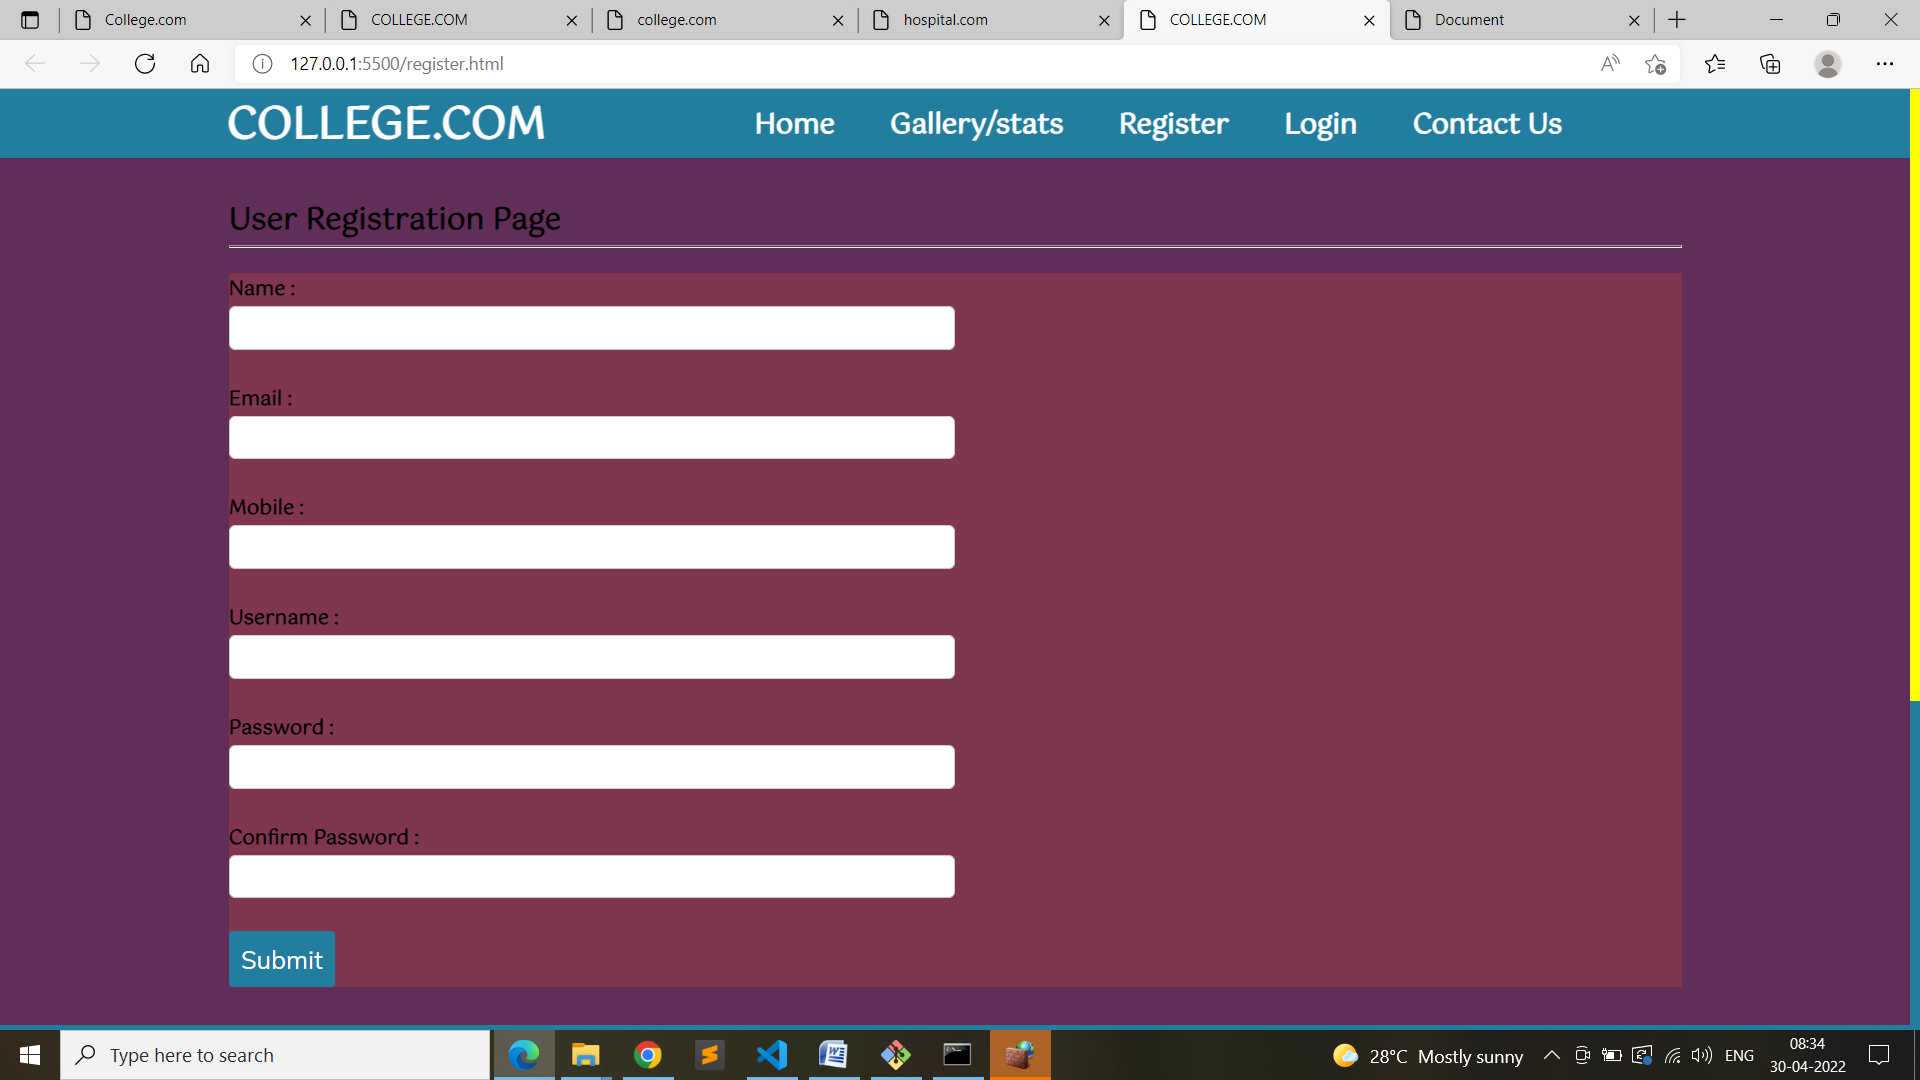 College.com
COLLEGE.COM
college.com
hospital.com
COLLEGE.COM
Document
127.0.0.1:5500/register.html
COLLEGE.COM
Home
Gallery/stats
Register
Login
Contact Us
User Registration Page
Name :
Email :
Mobile :
Username :
Password :
Confirm Password :
Submit
Type here to search
28°C Mostly sunny
ENG
08:34
30-04-2022